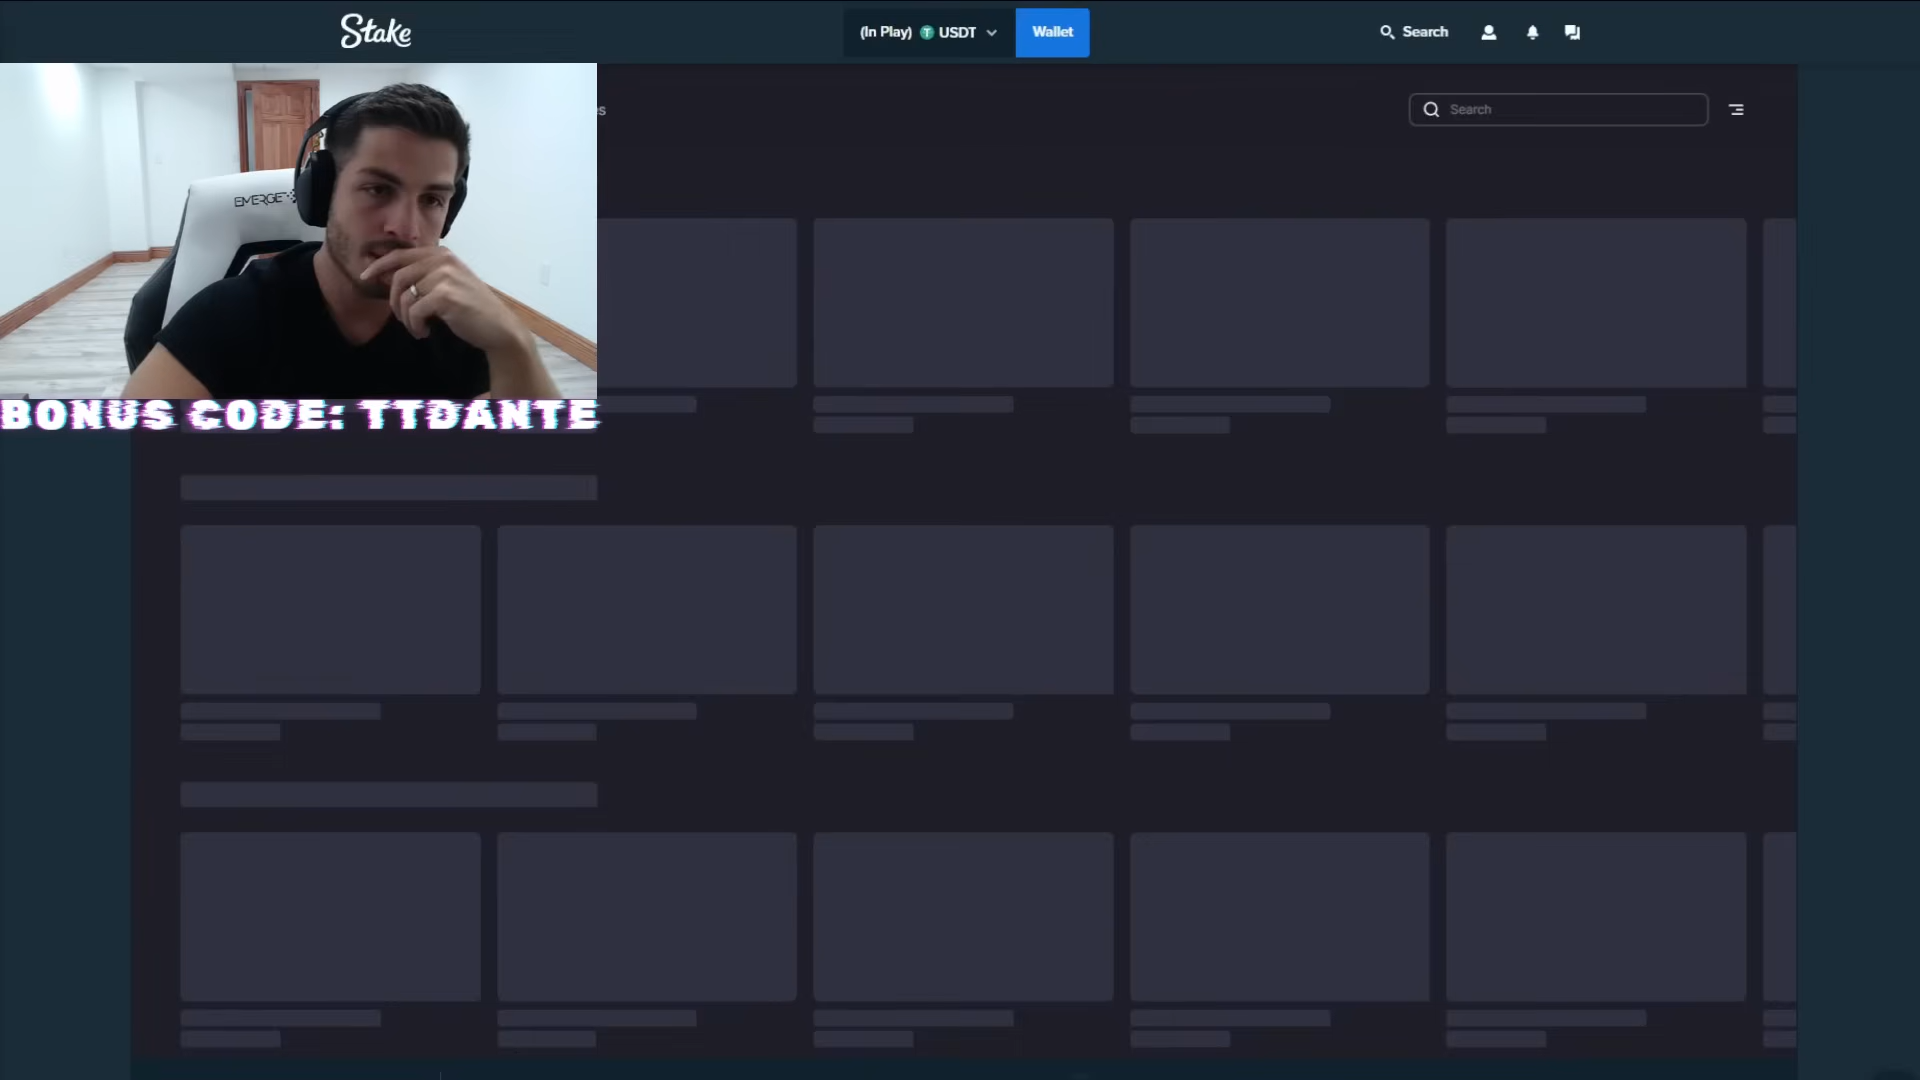 Stake
(In Play) USDT
Wallet
Search
EMERGE
Search
BONUS CODE: TTDANTE